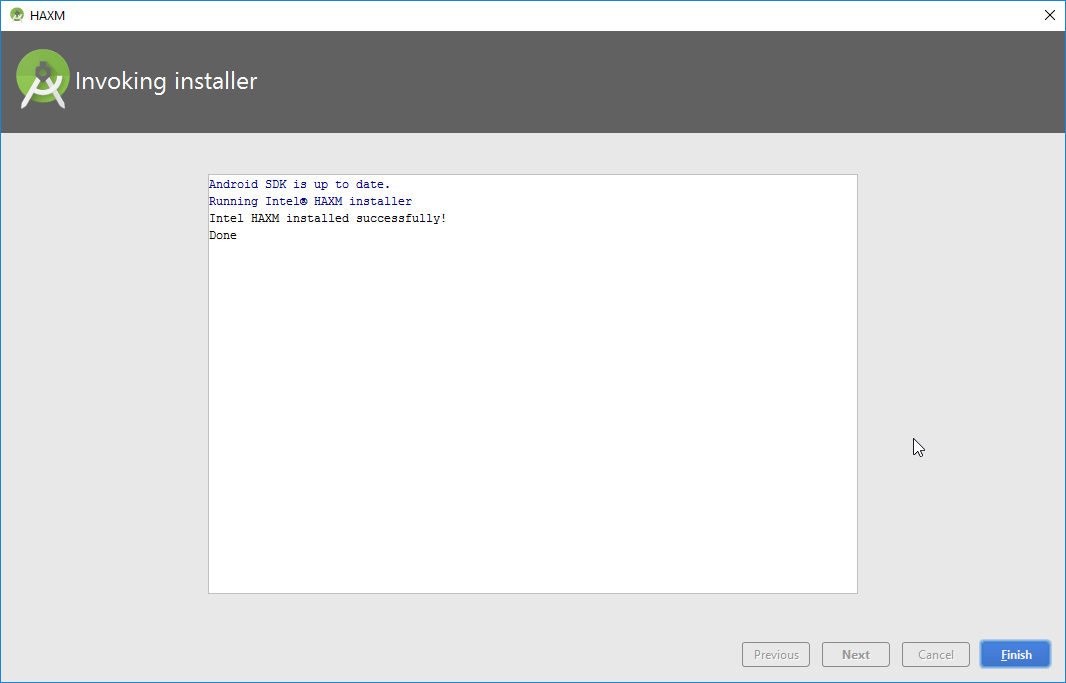 HAXM
Invoking installer
Android SDK is up to date.
Running Intel® HAXM installer
Intel HAXM installed successfully!
Done
Previous
Next
Cancel
Finish